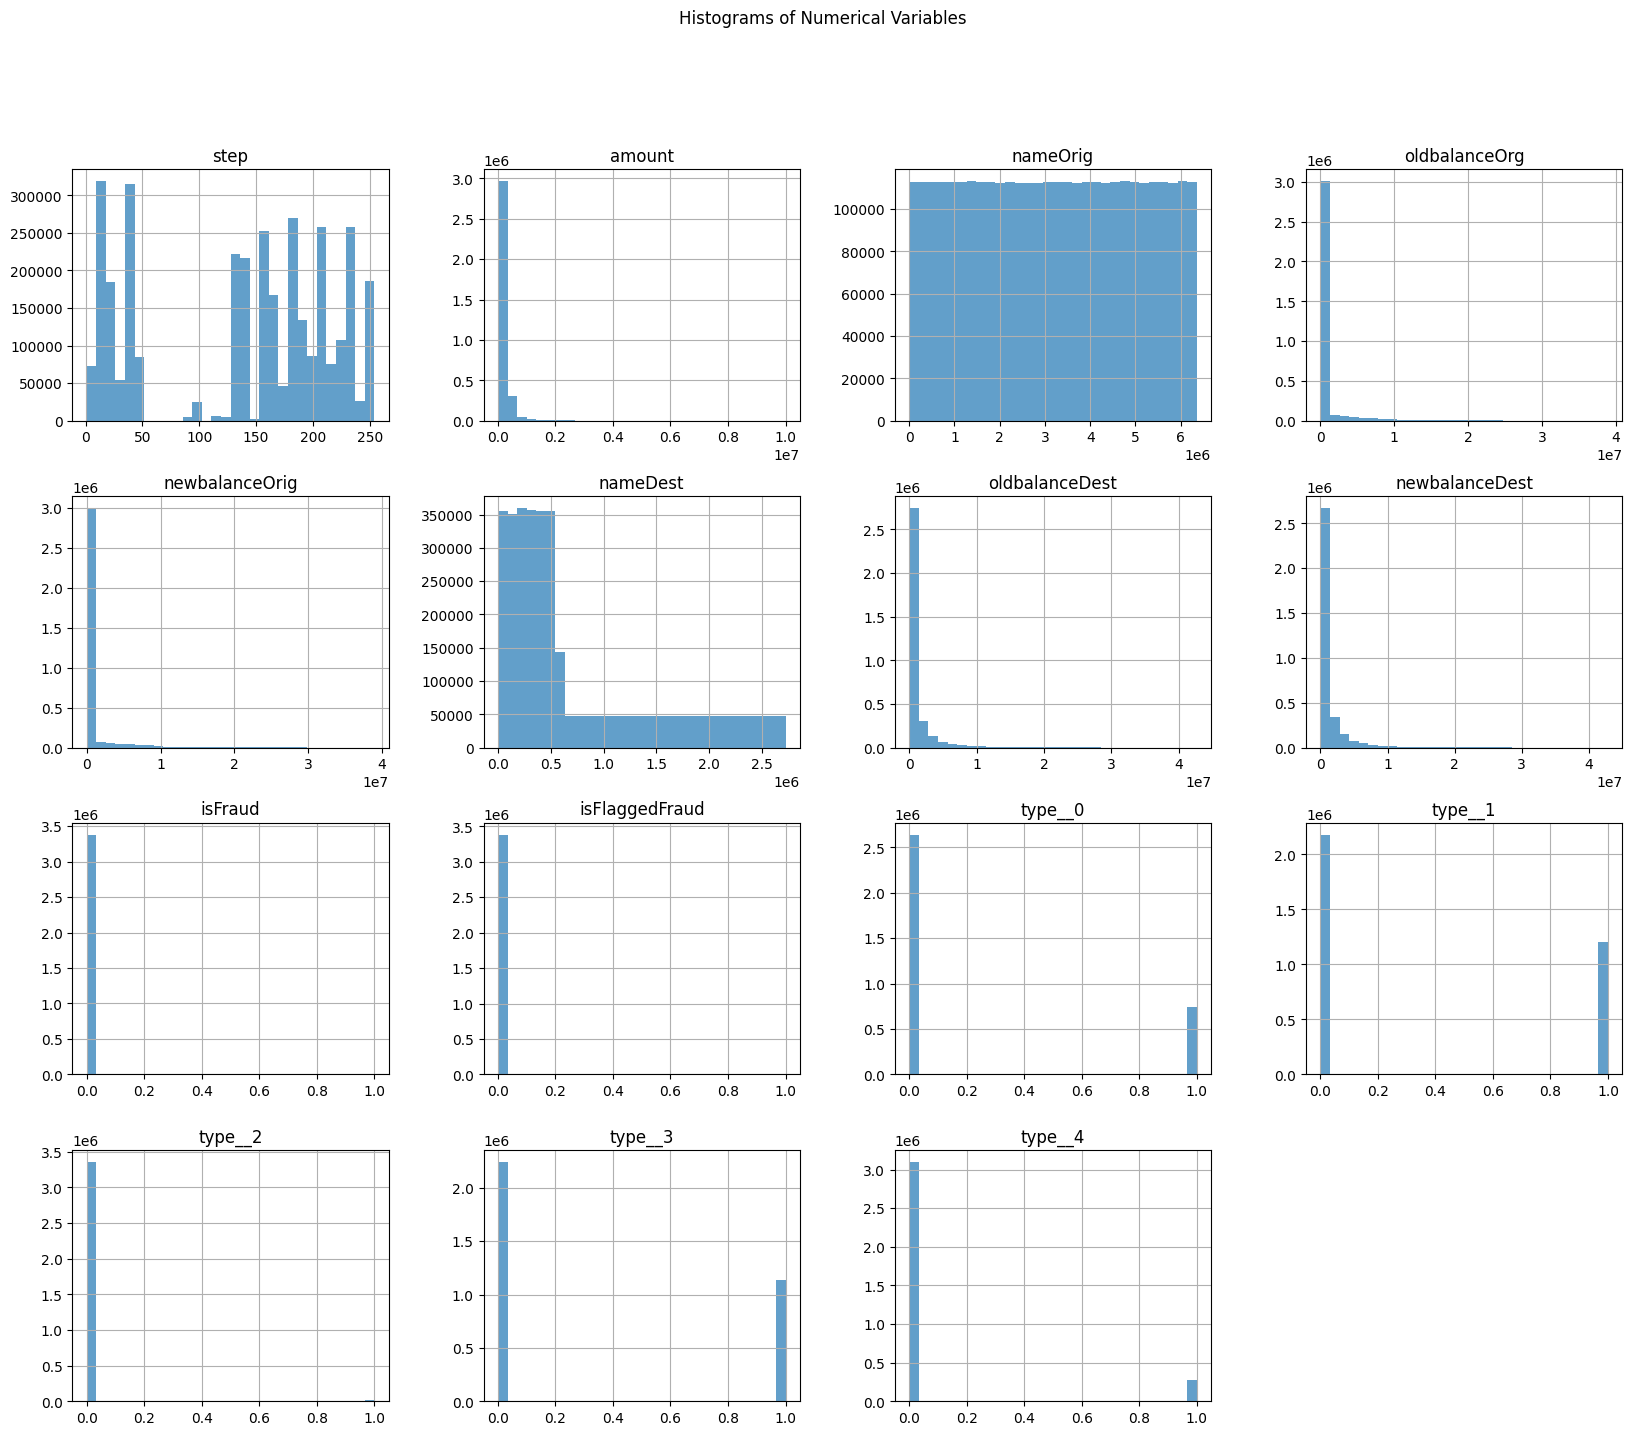 Histograms of Numerical Variables
step amount nameOrig oldbalanceOrg
1e6 1e6
300000 250000 200000 150000 100000 50000 0
0 50 100 150 200 250
3.0 2.5 2.0 1.5 1.0 0.5 0.0
0.0 0.2 0.4 0.6 0.8 1.0
1e7
100000 80000 60000 40000 20000 0
0 1 2 3 4 5 6
1e6
3.0 2.5 2.0 1.5 1.0 0.5 0.0
0 1 2 3 4
1e7
newbalanceOrig nameDest oldbalanceDest newbalanceDest
1e6 1e6 1e6
3.0 2.5 2.0 1.5 1.0 0.5 0.0
0 1 2 3 4
1e7
350000 300000 250000 200000 150000 100000 50000 0
0.0 0.5 1.0 1.5 2.0 2.5
1e6
2.5 2.0 1.5 1.0 0.5 0.0
0 1 2 3 4
1e7
2.5 2.0 1.5 1.0 0.5 0.0
0 1 2 3 4
1e7
isFraud isFlaggedFraud type__0 type__1
1e6 1e6 1e6 1e6
3.5 3.0 2.5 2.0 1.5 1.0 0.5 0.0
0.0 0.2 0.4 0.6 0.8 1.0
3.5 3.0 2.5 2.0 1.5 1.0 0.5 0.0
0.0 0.2 0.4 0.6 0.8 1.0
2.5 2.0 1.5 1.0 0.5 0.0
0.0 0.2 0.4 0.6 0.8 1.0
2.0 1.5 1.0 0.5 0.0
0.0 0.2 0.4 0.6 0.8 1.0
type__2 type__3 type__4
1e6 1e6 1e6
3.5 3.0 2.5 2.0 1.5 1.0 0.5 0.0
0.0 0.2 0.4 0.6 0.8 1.0
2.0 1.5 1.0 0.5 0.0
0.0 0.2 0.4 0.6 0.8 1.0
3.0 2.5 2.0 1.5 1.0 0.5 0.0
0.0 0.2 0.4 0.6 0.8 1.0